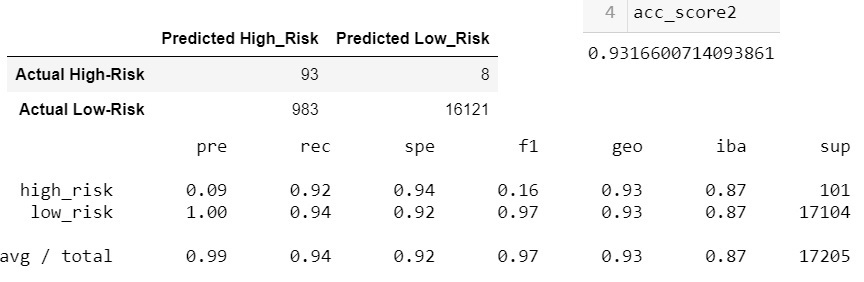 4 acc_score2
0.9316600714093861
Predicted High_Risk Predicted Low_Risk
Actual High-Risk 93 8
Actual Low-Risk 983 16121
pre rec spe f1 geo iba sup
high_risk 0.09 0.92 0.94 0.16 0.93 0.87 101
low_risk 1.00 0.94 0.92 0.97 0.93 0.87 17104
avg / total 0.99 0.94 0.92 0.97 0.93 0.87 17205